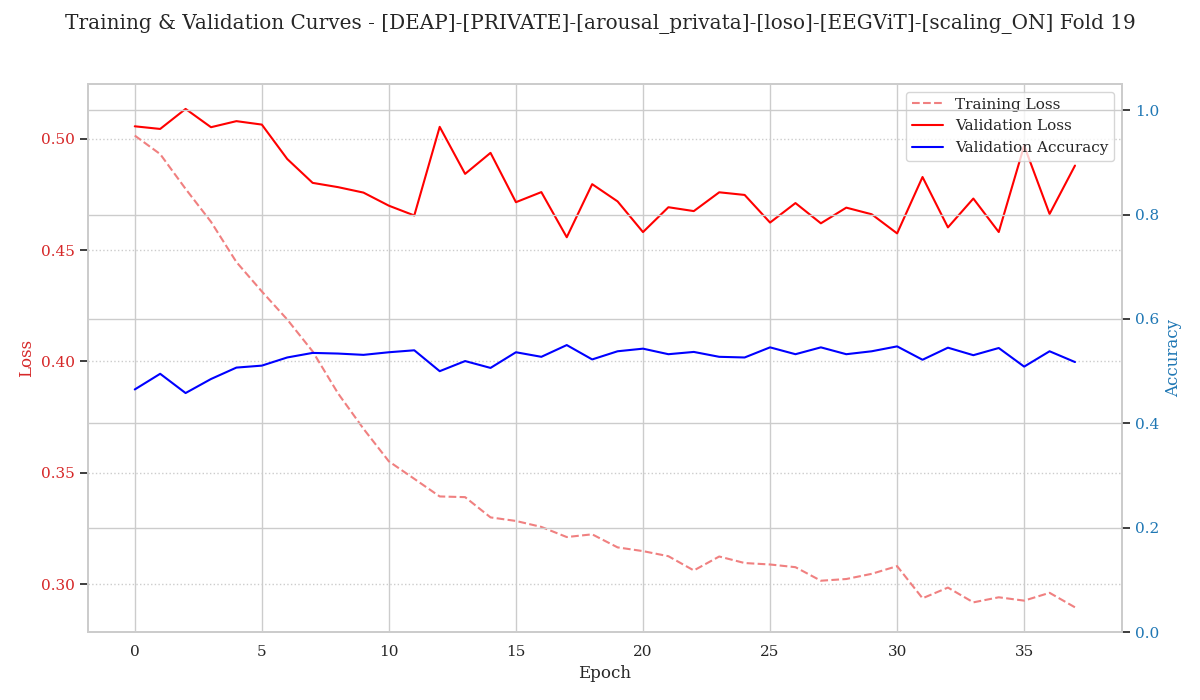 Training & Validation Curves - [DEAP]-[PRIVATE]-[arousal_privata]-[loso]-[EEGViT]-[scaling_ON] Fold 19
Training Loss
Validation Loss
Validation Accuracy
0.50
0.45
0.40
0.35
0.30
Loss
1.0
0.8
0.6
0.4
0.2
0.0
Accuracy
0 5 10 15 20 25 30 35
Epoch